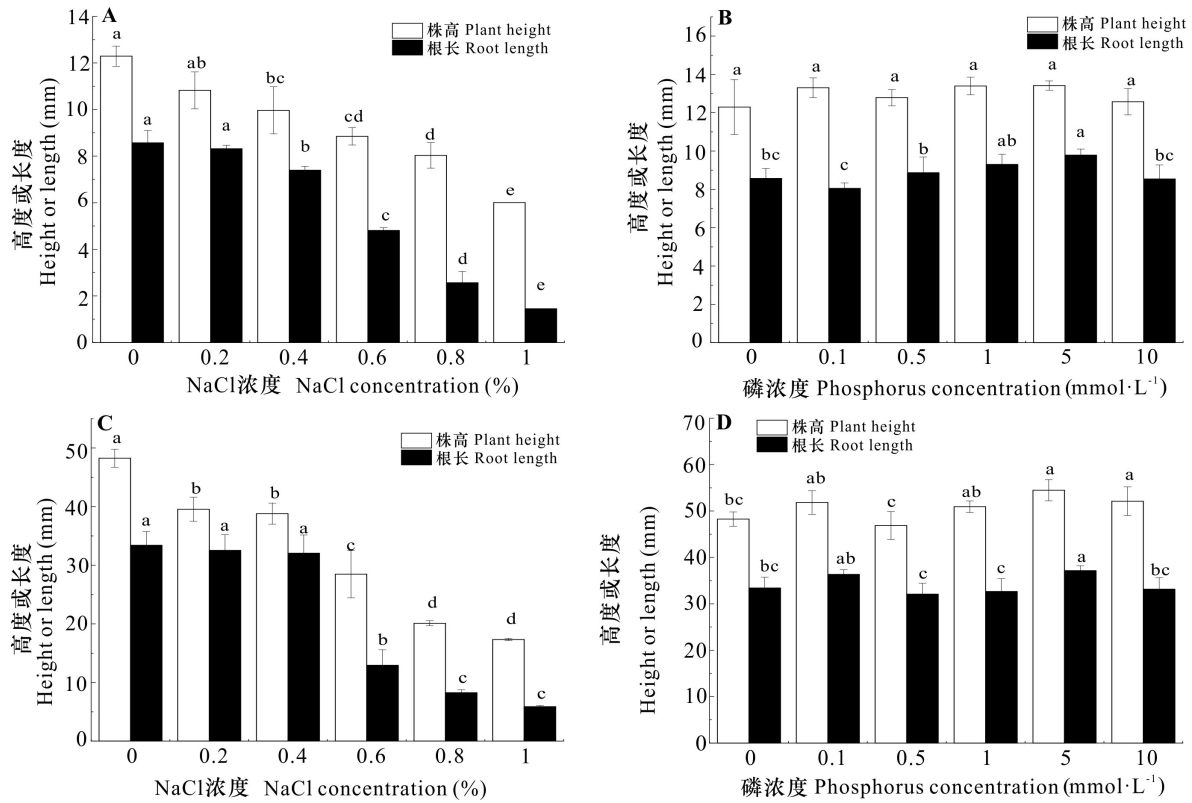 A
株高 Plant height
根长 Root length
14
12
10
8
6
4
2
0
高度或长度
Height or length (mm)
a
a
ab
a
bc
b
cd
c
d
d
e
e
0 0.2 0.4 0.6 0.8 1
NaCl浓度 NaCl concentration (%)
B
株高 Plant height
根长 Root length
16
14
12
10
8
6
4
2
0
高度或长度
Height or length (mm)
a
bc
a
c
a
b
a
ab
a
a
a
bc
0 0.1 0.5 1 5 10
磷浓度 Phosphorus concentration (mmol·L⁻¹)
C
株高 Plant height
根长 Root length
50
40
30
20
10
0
高度或长度
Height or length (mm)
a
a
b
a
b
a
c
b
d
c
d
c
0 0.2 0.4 0.6 0.8 1
NaCl浓度 NaCl concentration (%)
D
株高 Plant height
根长 Root length
70
60
50
40
30
20
10
0
高度或长度
Height or length (mm)
bc
bc
ab
ab
c
c
ab
c
a
a
a
bc
0 0.1 0.5 1 5 10
磷浓度 Phosphorus concentration (mmol·L⁻¹)